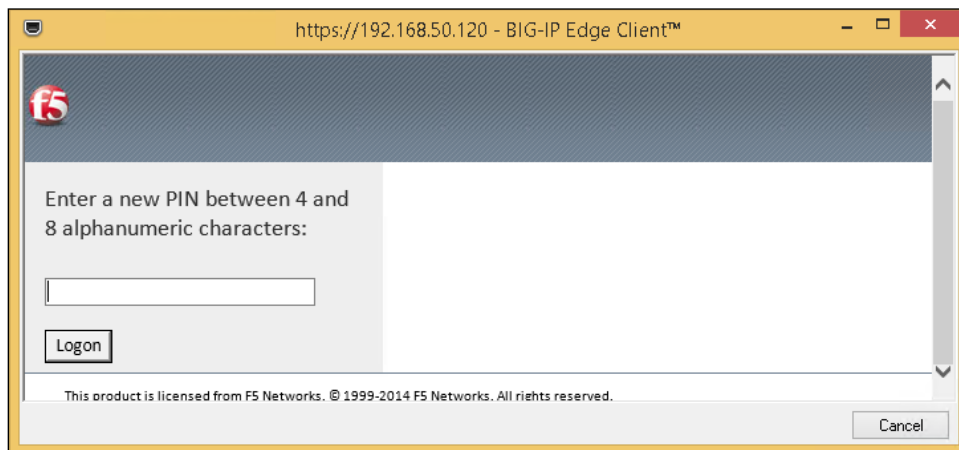 https://192.168.50.120 - BIG-IP Edge Client™
f5
Enter a new PIN between 4 and
8 alphanumeric characters:
Logon
This product is licensed from F5 Networks. © 1999-2014 F5 Networks. All rights reserved.
Cancel